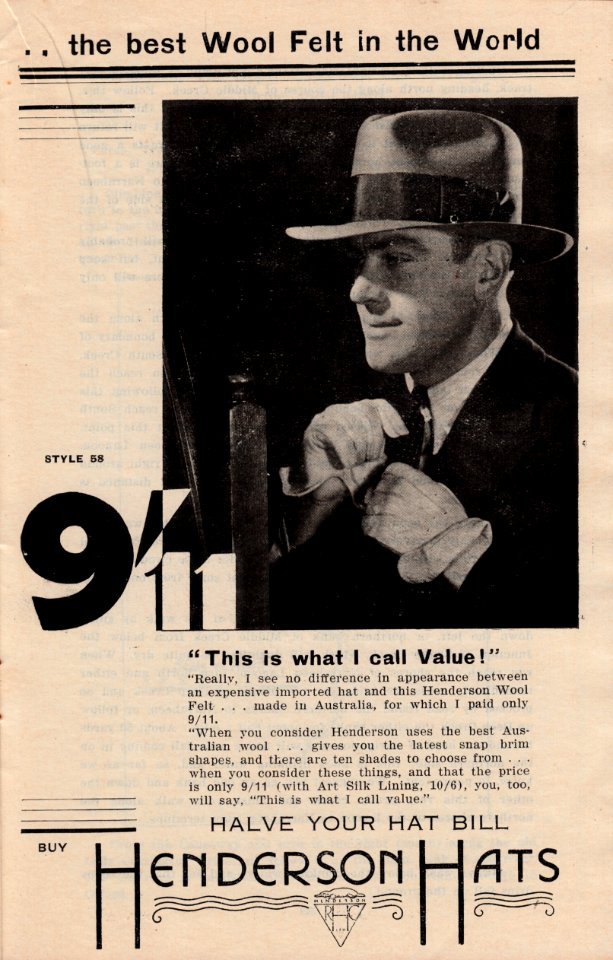 . . the best Wool Felt in the World
STYLE 58
9/11
"This is what I call Value!"
"Really, I see no difference in appearance between
an expensive imported hat and this Henderson Wool
Felt . . . made in Australia, for which I paid only
9/11.
"When you consider Henderson uses the best Aus-
tralian wool . . . gives you the latest snap brim
shapes, and there are ten shades to choose from . . .
when you consider these things, and that the price
is only 9/11 (with Art Silk Lining, 10/6), you, too,
will say, "This is what I call value."
HALVE YOUR HAT BILL
BUY
HENDERSON HATS
HENDERSON
RHC